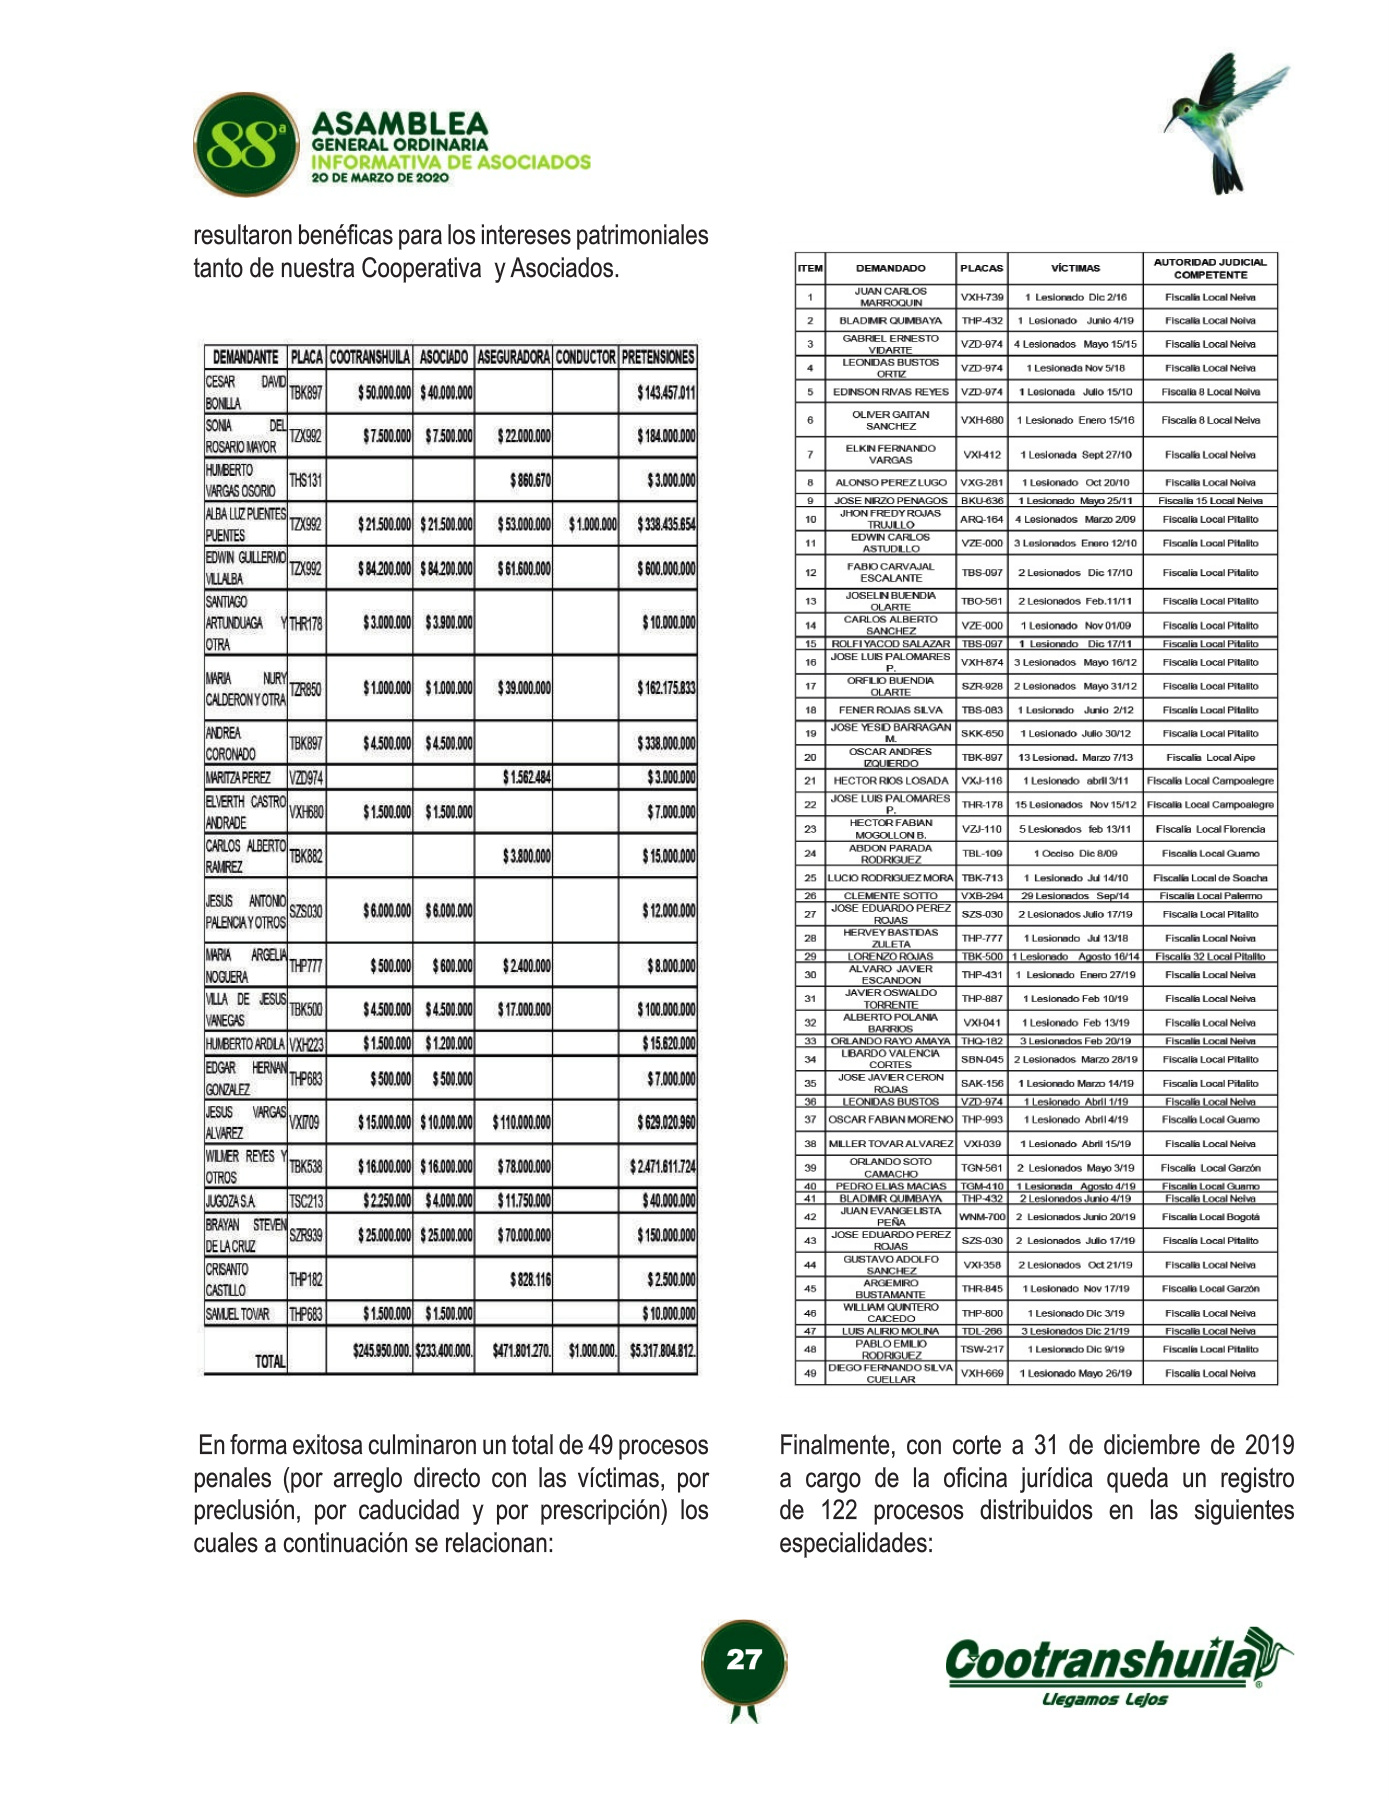 88ª
ASAMBLEA
GENERAL ORDINARIA
INFORMATIVA DE ASOCIADOS
20 DE MARZO DE 2020
resultaron benéficas para los intereses patrimoniales
tanto de nuestra Cooperativa y Asociados.
DEMANDANTE PLACA COOTRANSHUILA ASOCIADO ASEGURADORA CONDUCTOR PRETENSIONES
CESAR DAVID BONILLA TBK897 $ 50.000.000 $ 40.000.000 $ 143.457.011
SONIA DEL ROSARIO MAYOR TZX992 $ 7.500.000 $ 7.500.000 $ 22.000.000 $ 184.000.000
HUMBERTO VARGAS OSORIO THS131 $ 860.670 $ 3.000.000
ALBA LUZ PUENTES PUENTES TZX992 $ 21.500.000 $ 21.500.000 $ 53.000.000 $ 1.000.000 $ 338.435.654
EDWIN GUILLERMO VILLALBA TZX992 $ 84.200.000 $ 84.200.000 $ 61.600.000 $ 600.000.000
SANTIAGO ARTUNDUAGA Y OTRA THR178 $ 3.000.000 $ 3.900.000 $ 10.000.000
MARIA NURY CALDERON Y OTRA TZR850 $ 1.000.000 $ 1.000.000 $ 39.000.000 $ 162.175.833
ANDREA CORONADO TBK897 $ 4.500.000 $ 4.500.000 $ 338.000.000
MARITZA PEREZ VZD974 $ 1.562.484 $ 3.000.000
ELVERTH CASTRO ANDRADE VXH680 $ 1.500.000 $ 1.500.000 $ 7.000.000
CARLOS ALBERTO RAMIREZ TBK882 $ 3.800.000 $ 15.000.000
JESUS ANTONIO PALENCIA Y OTROS SZS030 $ 6.000.000 $ 6.000.000 $ 12.000.000
MARIA ARGELIA NOGUERA THP777 $ 500.000 $ 600.000 $ 2.400.000 $ 8.000.000
VILLA DE JESUS VANEGAS TBK500 $ 4.500.000 $ 4.500.000 $ 17.000.000 $ 100.000.000
HUMBERTO ARDILA VXH223 $ 1.500.000 $ 1.200.000 $ 15.620.000
EDGAR HERNAN GONZALEZ THP683 $ 500.000 $ 500.000 $ 7.000.000
JESUS VARGAS ALVAREZ VXI709 $ 15.000.000 $ 10.000.000 $ 110.000.000 $ 629.020.960
WILMER REYES Y OTROS TBK538 $ 16.000.000 $ 16.000.000 $ 78.000.000 $ 2.471.611.724
JUGOZA S.A. TSC213 $ 2.250.000 $ 4.000.000 $ 11.750.000 $ 40.000.000
BRAYAN STEVEN DE LA CRUZ SZR939 $ 25.000.000 $ 25.000.000 $ 70.000.000 $ 150.000.000
CRISANTO CASTILLO THP182 $ 828.116 $ 2.500.000
SAMUEL TOVAR THP683 $ 1.500.000 $ 1.500.000 $ 10.000.000
TOTAL $245.950.000. $233.400.000. $471.801.270. $1.000.000. $5.317.804.812.
En forma exitosa culminaron un total de 49 procesos
penales (por arreglo directo con las víctimas, por
preclusión, por caducidad y por prescripción) los
cuales a continuación se relacionan:
ITEM DEMANDADO PLACAS VÍCTIMAS AUTORIDAD JUDICIAL COMPETENTE
1 JUAN CARLOS MARROQUIN VXH-739 1 Lesionado Dic 2/16 Fiscalía Local Neiva
2 BLADIMIR QUIMBAYA THP-432 1 Lesionado Junio 4/19 Fiscalía Local Neiva
3 GABRIEL ERNESTO VIDARTE VZD-974 4 Lesionados Mayo 15/15 Fiscalía Local Neiva
4 LEONIDAS BUSTOS ORTIZ VZD-974 1 Lesionada Nov 5/18 Fiscalía Local Neiva
5 EDINSON RIVAS REYES VZD-974 1 Lesionada Julio 15/10 Fiscalía 8 Local Neiva
6 OLIVER GAITAN SANCHEZ VXH-680 1 Lesionado Enero 15/16 Fiscalía 8 Local Neiva
7 ELKIN FERNANDO VARGAS VXI-412 1 Lesionada Sept 27/10 Fiscalía Local Neiva
8 ALONSO PEREZ LUGO VXG-281 1 Lesionado Oct 20/10 Fiscalía Local Neiva
9 JOSE NIRZO PENAGOS BKU-636 1 Lesionado Mayo 25/11 Fiscalía 15 Local Neiva
10 JHON FREDY ROJAS TRUJILLO ARQ-164 4 Lesionados Marzo 2/09 Fiscalía Local Pitalito
11 EDWIN CARLOS ASTUDILLO VZE-000 3 Lesionados Enero 12/10 Fiscalía Local Pitalito
12 FABIO CARVAJAL ESCALANTE TBS-097 2 Lesionados Dic 17/10 Fiscalía Local Pitalito
13 JOSELIN BUENDIA OLARTE TBO-561 2 Lesionados Feb.11/11 Fiscalía Local Pitalito
14 CARLOS ALBERTO SANCHEZ VZE-000 1 Lesionado Nov 01/09 Fiscalía Local Pitalito
15 ROLFI YACOD SALAZAR TBS-097 1 Lesionado Dic 17/11 Fiscalía Local Pitalito
16 JOSE LUIS PALOMARES P. VXH-874 3 Lesionados Mayo 16/12 Fiscalía Local Pitalito
17 ORFILIO BUENDIA OLARTE SZR-928 2 Lesionados Mayo 31/12 Fiscalía Local Pitalito
18 FENER ROJAS SILVA TBS-083 1 Lesionado Junio 2/12 Fiscalía Local Pitalito
19 JOSE YESID BARRAGAN M. SKK-650 1 Lesionado Julio 30/12 Fiscalía Local Pitalito
20 OSCAR ANDRES IZQUIERDO TBK-897 13 Lesionad. Marzo 7/13 Fiscalía Local Aipe
21 HECTOR RIOS LOSADA VXJ-116 1 Lesionado abril 3/11 Fiscalía Local Campoalegre
22 JOSE LUIS PALOMARES P. THR-178 15 Lesionados Nov 15/12 Fiscalía Local Campoalegre
23 HECTOR FABIAN MOGOLLON B. VZJ-110 5 Lesionados feb 13/11 Fiscalía Local Florencia
24 ABDON PARADA RODRIGUEZ TBL-109 1 Occiso Dic 8/09 Fiscalía Local Guamo
25 LUCIO RODRIGUEZ MORA TBK-713 1 Lesionado Jul 14/10 Fiscalía Local de Soacha
26 CLEMENTE SOTTO VXB-294 29 Lesionados Sep/14 Fiscalía Local Palermo
27 JOSE EDUARDO PEREZ ROJAS SZS-030 2 Lesionados Julio 17/19 Fiscalía Local Pitalito
28 HERVEY BASTIDAS ZULETA THP-777 1 Lesionado Jul 13/18 Fiscalía Local Neiva
29 LORENZO ROJAS TBK-500 1 Lesionado Agosto 16/14 Fiscalía 32 Local Pitalito
30 ALVARO JAVIER ESCANDON THP-431 1 Lesionado Enero 27/19 Fiscalía Local Neiva
31 JAVIER OSWALDO TORRENTE THP-887 1 Lesionado Feb 10/19 Fiscalía Local Neiva
32 ALBERTO POLANIA BARRIOS VXI-041 1 Lesionado Feb 13/19 Fiscalía Local Neiva
33 ORLANDO RAYO AMAYA THQ-182 3 Lesionados Feb 20/19 Fiscalía Local Neiva
34 LIBARDO VALENCIA CORTES SBN-045 2 Lesionados Marzo 28/19 Fiscalía Local Pitalito
35 JOSE JAVIER CERON ROJAS SAK-156 1 Lesionado Marzo 14/19 Fiscalía Local Pitalito
36 LEONIDAS BUSTOS VZD-974 1 Lesionado Abril 1/19 Fiscalía Local Neiva
37 OSCAR FABIAN MORENO THP-993 1 Lesionado Abril 4/19 Fiscalía Local Guamo
38 MILLER TOVAR ALVAREZ VXI-039 1 Lesionado Abril 15/19 Fiscalía Local Neiva
39 ORLANDO SOTO CAMACHO TGN-561 2 Lesionados Mayo 3/19 Fiscalía Local Garzón
40 PEDRO ELIAS MACIAS TGM-410 1 Lesionada Agosto 4/19 Fiscalía Local Guamo
41 BLADIMIR QUIMBAYA THP-432 2 Lesionados Junio 4/19 Fiscalía Local Neiva
42 JUAN EVANGELISTA PEÑA WNM-700 2 Lesionados Junio 20/19 Fiscalía Local Bogotá
43 JOSE EDUARDO PEREZ ROJAS SZS-030 2 Lesionados Julio 17/19 Fiscalía Local Pitalito
44 GUSTAVO ADOLFO SANCHEZ VXI-358 2 Lesionados Oct 21/19 Fiscalía Local Neiva
45 ARGEMIRO BUSTAMANTE THR-845 1 Lesionado Nov 17/19 Fiscalía Local Garzón
46 WILLIAM QUINTERO CAICEDO THP-800 1 Lesionado Dic 3/19 Fiscalía Local Neiva
47 LUIS ALIRIO MOLINA TDL-266 3 Lesionados Dic 21/19 Fiscalía Local Neiva
48 PABLO EMILIO RODRIGUEZ TSW-217 1 Lesionado Dic 9/19 Fiscalía Local Pitalito
49 DIEGO FERNANDO SILVA CUELLAR VXH-669 1 Lesionado Mayo 26/19 Fiscalía Local Neiva
Finalmente, con corte a 31 de diciembre de 2019
a cargo de la oficina jurídica queda un registro
de 122 procesos distribuidos en las siguientes
especialidades:
27
Cootranshuila
Llegamos Lejos